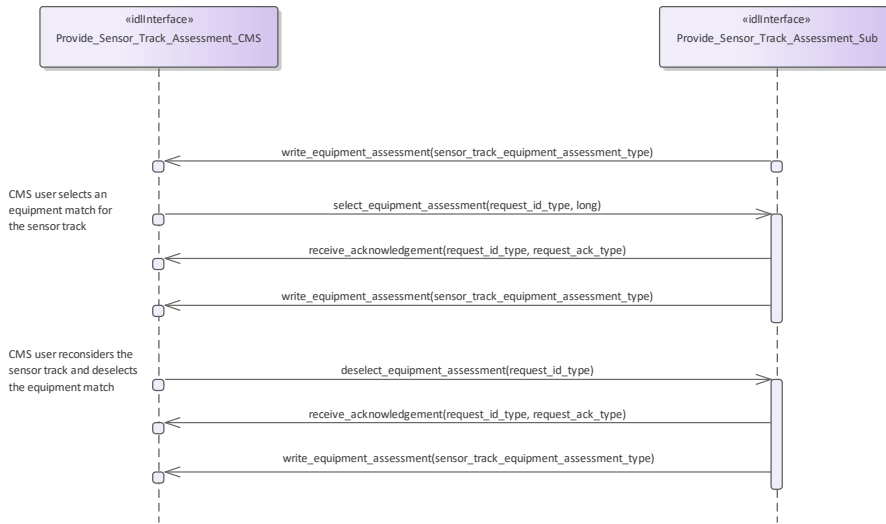 «idlInterface»
Provide_Sensor_Track_Assessment_CMS
«idlInterface»
Provide_Sensor_Track_Assessment_Sub
write_equipment_assessment(sensor_track_equipment_assessment_type)
CMS user selects an
equipment match for
the sensor track
select_equipment_assessment(request_id_type, long)
receive_acknowledgement(request_id_type, request_ack_type)
write_equipment_assessment(sensor_track_equipment_assessment_type)
CMS user reconsiders the
sensor track and deselects
the equipment match
deselect_equipment_assessment(request_id_type)
receive_acknowledgement(request_id_type, request_ack_type)
write_equipment_assessment(sensor_track_equipment_assessment_type)